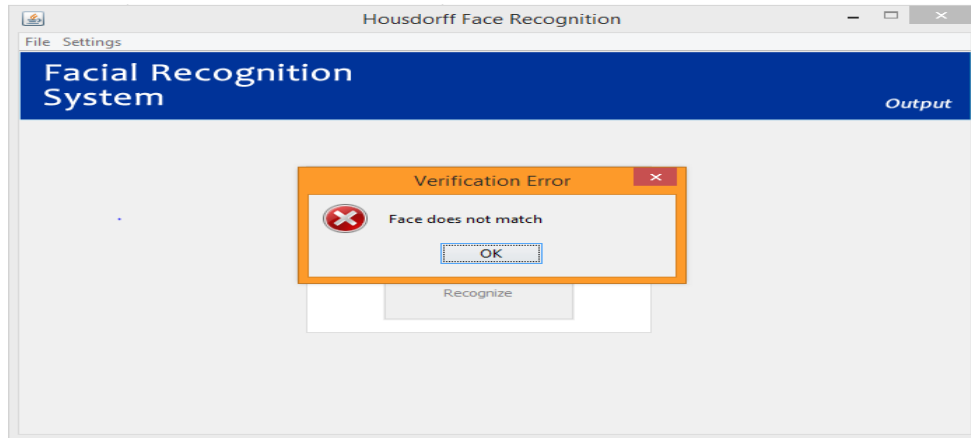 Housdorff Face Recognition
File Settings
Facial Recognition
System
Output
Verification Error
Face does not match
OK
Recognize